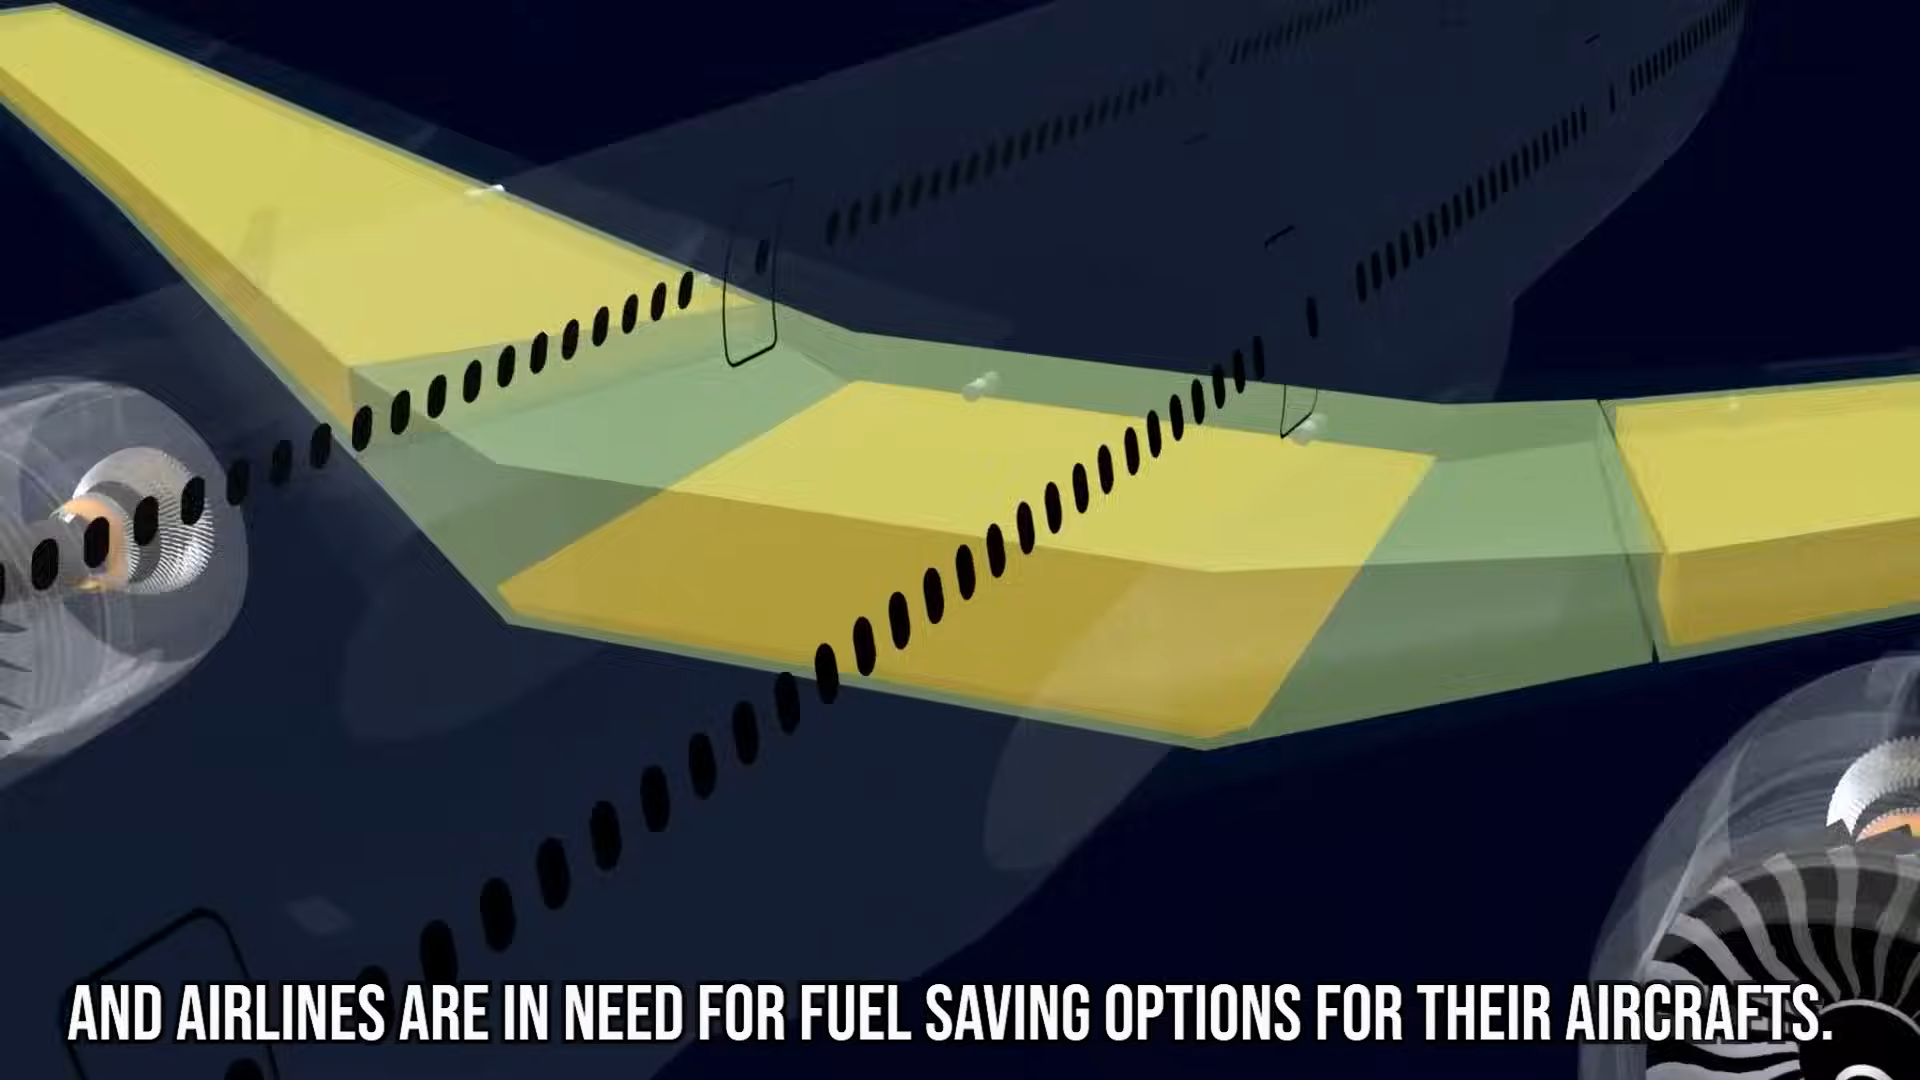 AND AIRLINES ARE IN NEED FOR FUEL SAVING OPTIONS FOR THEIR AIRCRAFTS.